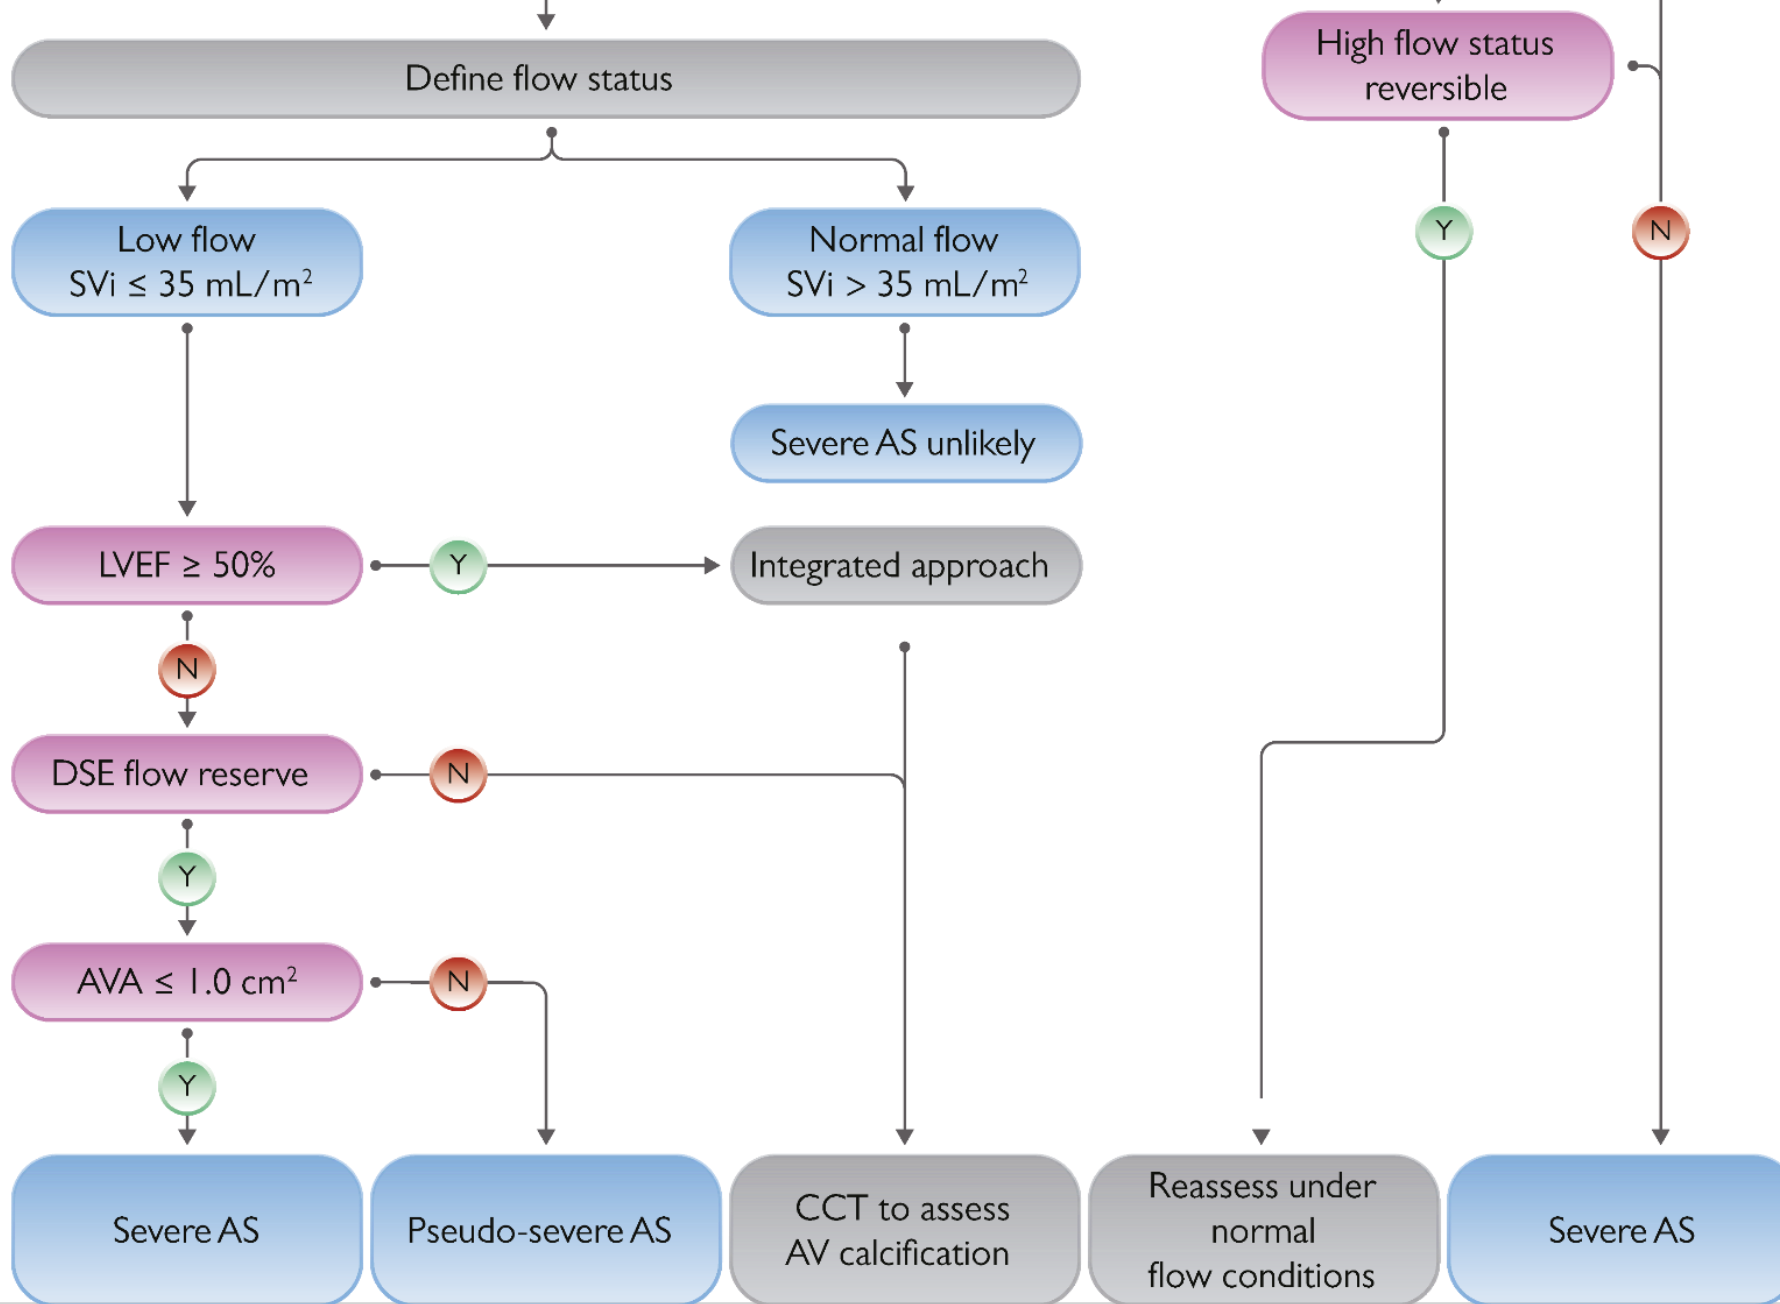 Define flow status
High flow status
reversible
Low flow
SVi ≤ 35 mL/m²
Normal flow
SVi > 35 mL/m²
Y
N
Severe AS unlikely
LVEF ≥ 50%
Y
Integrated approach
N
DSE flow reserve
N
Y
AVA ≤ 1.0 cm²
N
Y
Severe AS
Pseudo-severe AS
CCT to assess
AV calcification
Reassess under
normal
flow conditions
Severe AS